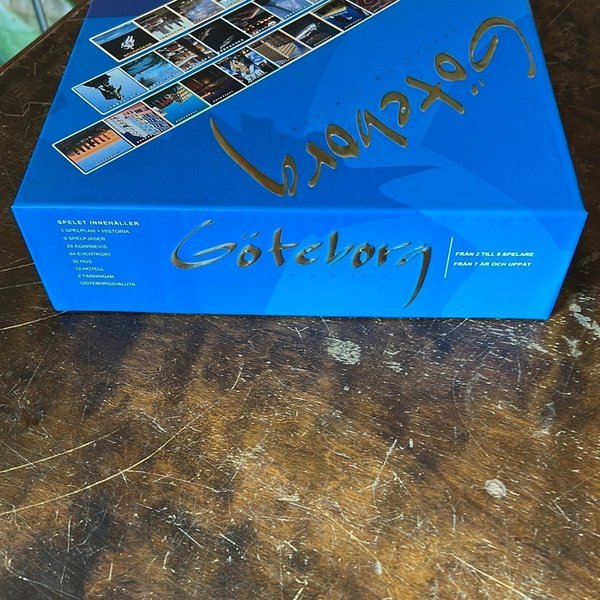 Göteborg
SPELET INNEHÅLLER
1 SPELPLAN + HISTORIA
9 SPELPJÄSER
29 ÄGARBEVIS
64 EVENTKORT
32 HUS
12 HOTELL
2 TÄRNINGAR
GÖTEBORGSVALUTA
Göteborg
FRÅN 2 TILL 9 SPELARE
FRÅN 7 ÅR OCH UPPÅT